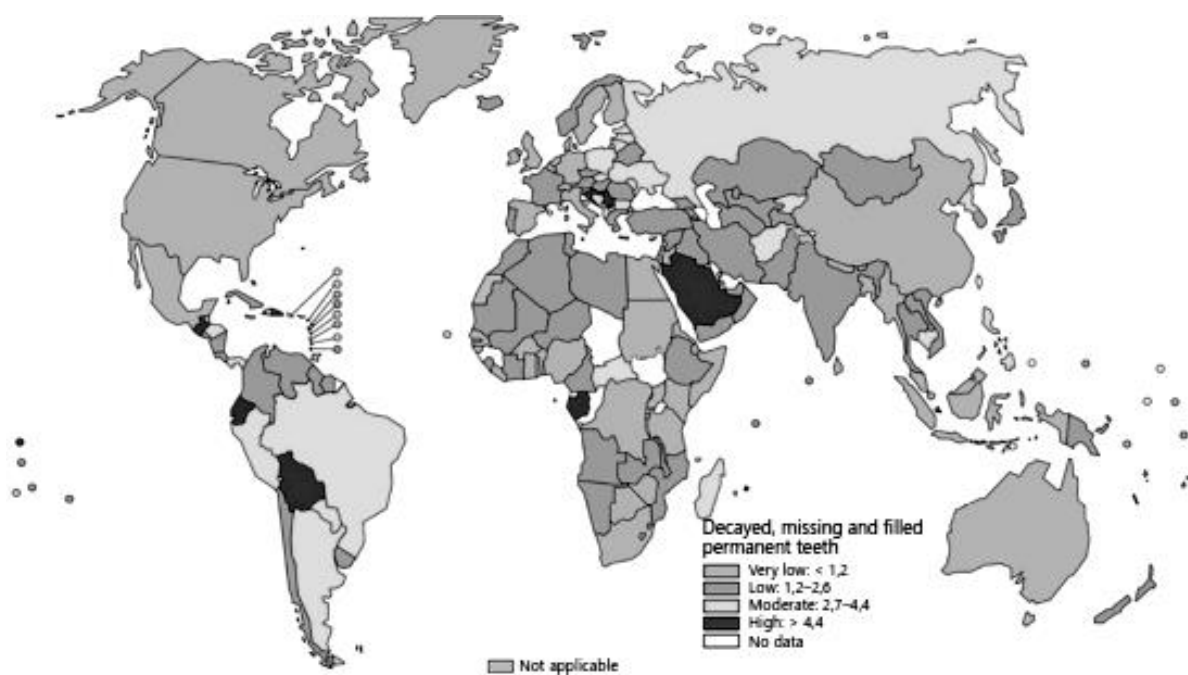 Decayed, missing and filled
permanent teeth
Very low: < 1,2
Low: 1,2–2,6
Moderate: 2,7–4,4
High: > 4,4
No data
Not applicable